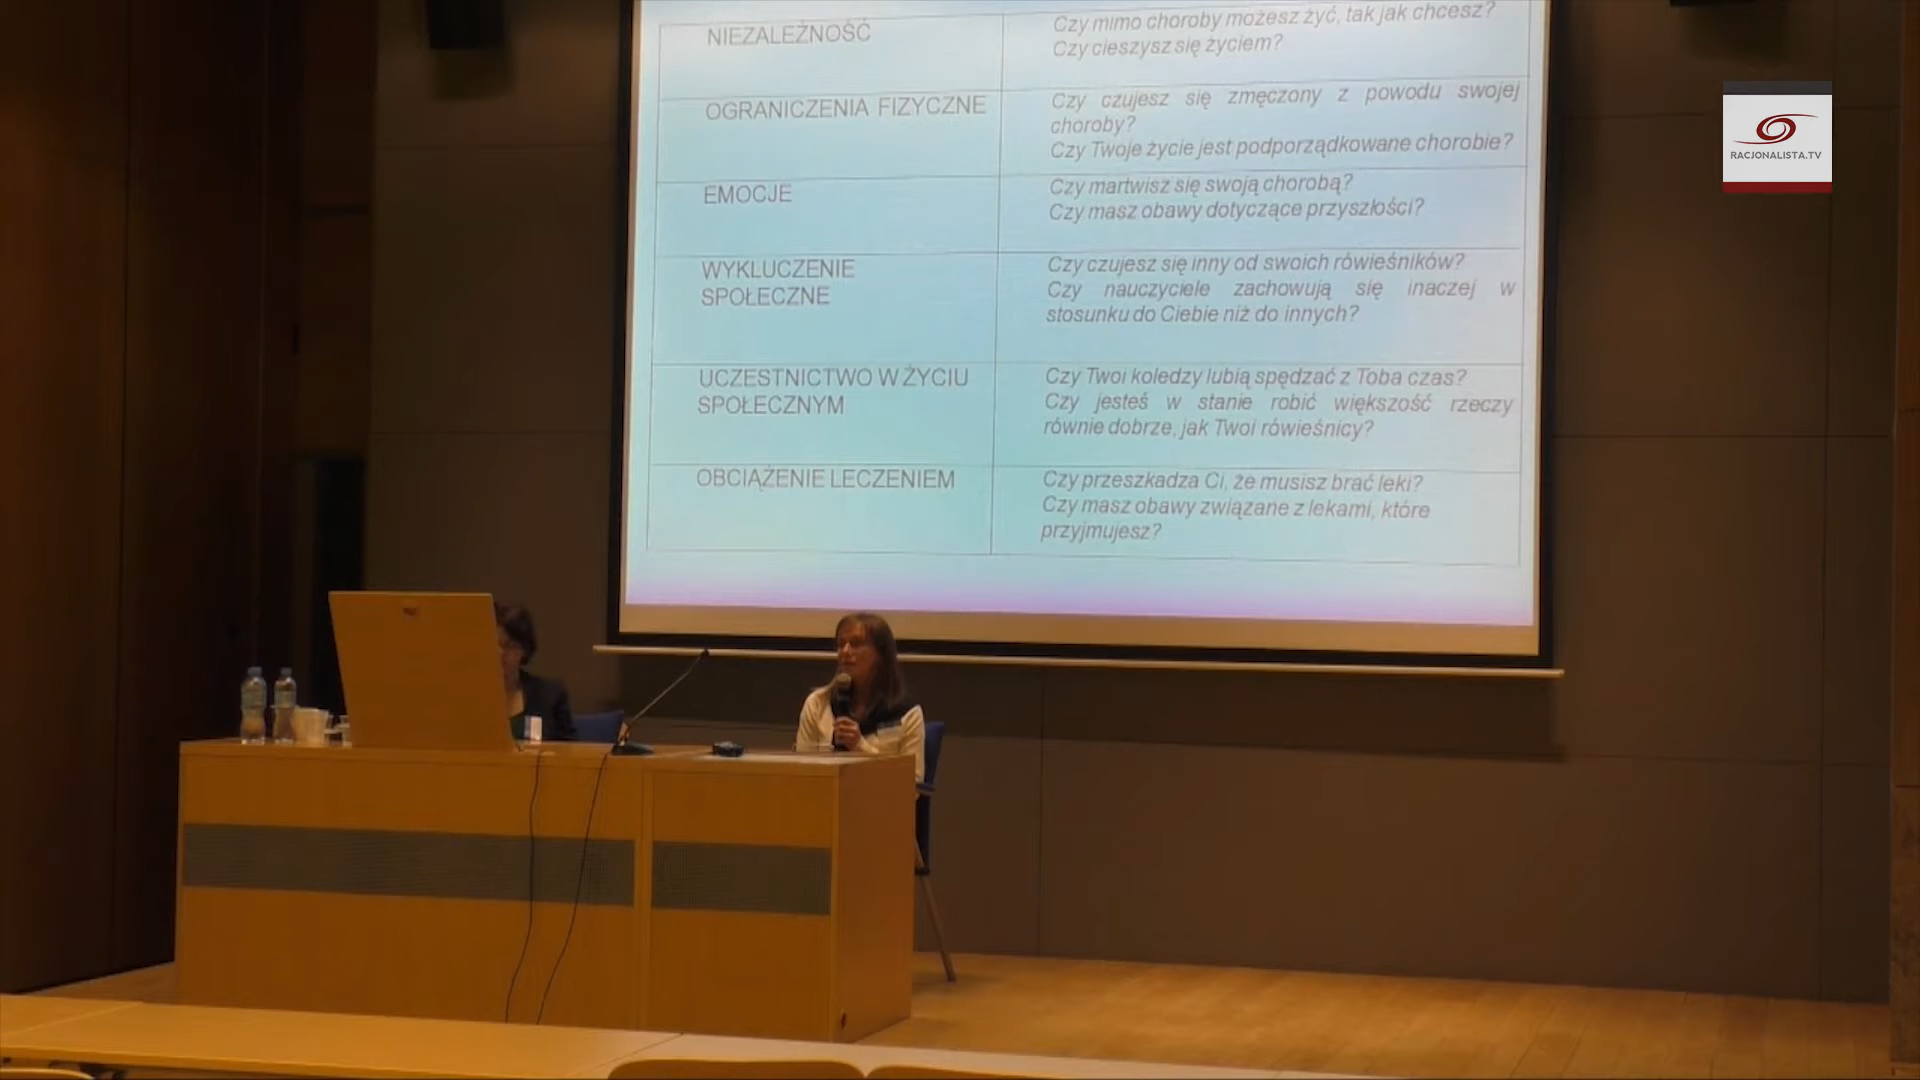 NIEZALEŻNOŚĆ
Czy mimo choroby możesz żyć, tak jak chcesz?
Czy cieszysz się życiem?
OGRANICZENIA FIZYCZNE
Czy czujesz się zmęczony z powodu swojej
choroby?
Czy Twoje życie jest podporządkowane chorobie?
EMOCJE
Czy martwisz się swoją chorobą?
Czy masz obawy dotyczące przyszłości?
WYKLUCZENIE
SPOŁECZNE
Czy czujesz się inny od swoich rówieśników?
Czy nauczyciele zachowują się inaczej w
stosunku do Ciebie niż do innych?
UCZESTNICTWO W ŻYCIU
SPOŁECZNYM
Czy Twoi koledzy lubią spędzać z Toba czas?
Czy jesteś w stanie robić większość rzeczy
równie dobrze, jak Twoi rówieśnicy?
OBCIĄŻENIE LECZENIEM
Czy przeszkadza Ci, że musisz brać leki?
Czy masz obawy związane z lekami, które
przyjmujesz?
RACJONALISTA.TV